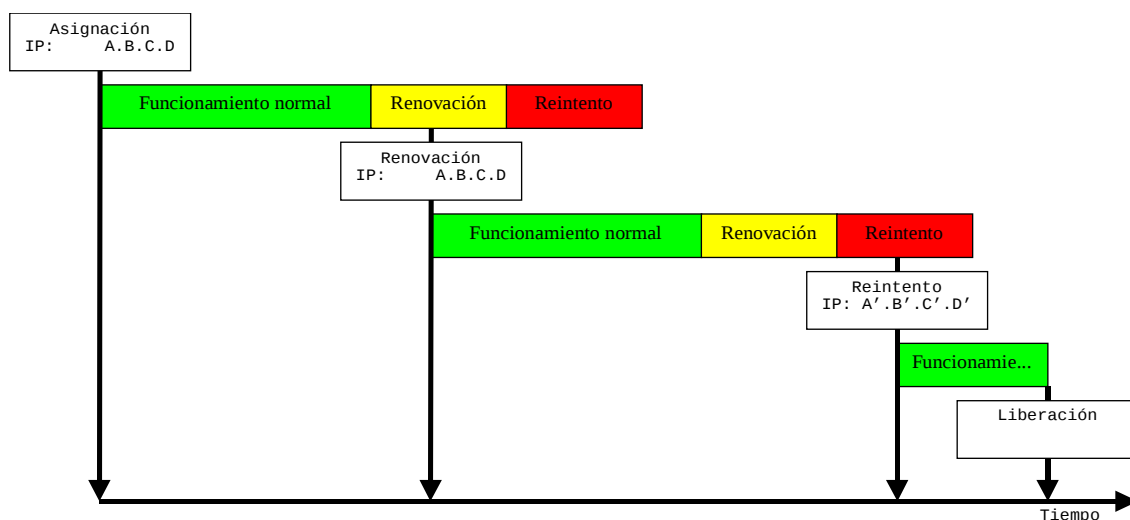 Asignación
IP: A.B.C.D
Funcionamiento normal Renovación Reintento
Renovación
IP: A.B.C.D
Funcionamiento normal Renovación Reintento
Reintento
IP: A’.B’.C’.D’
Funcionamie...
Liberación
Tiempo